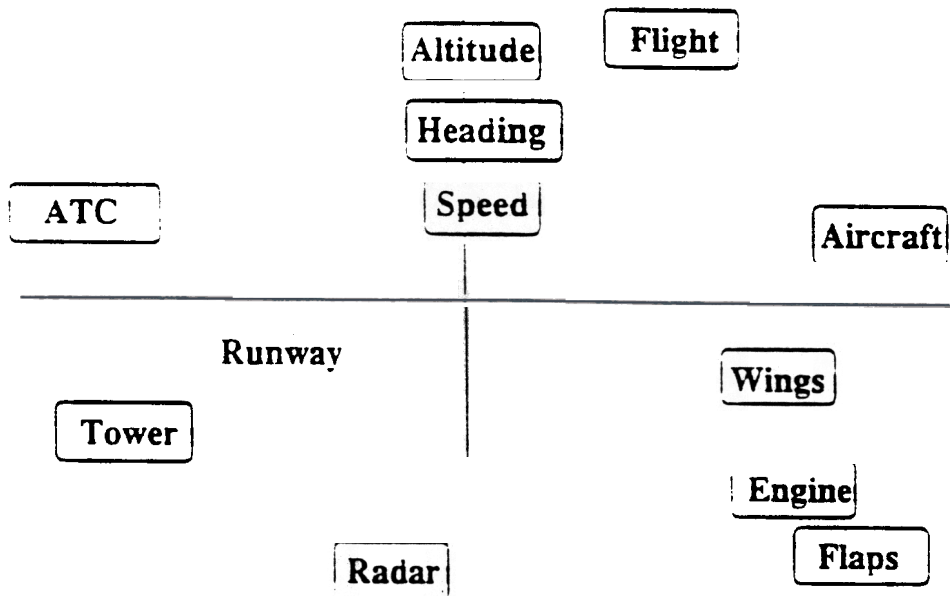 Altitude
Flight
Heading
ATC
Speed
Aircraft
Runway
Wings
Tower
Engine
Flaps
Radar